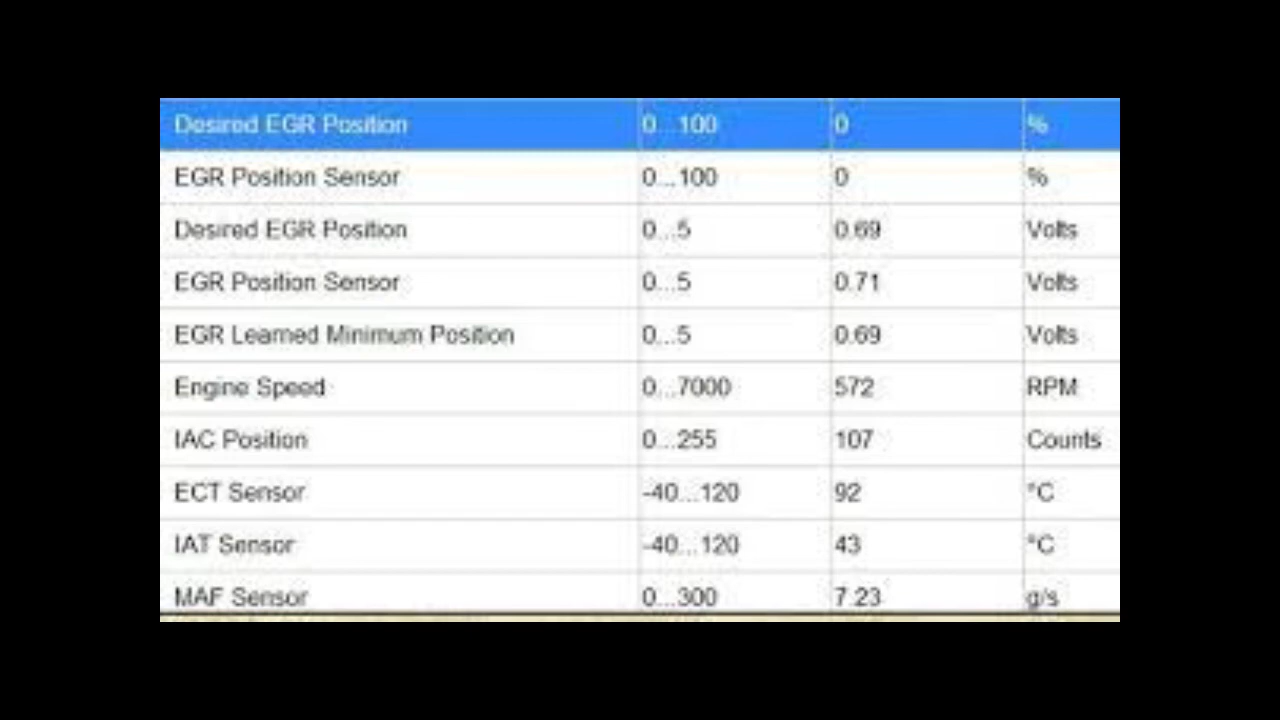 Desired EGR Position 0...100 0 %
EGR Position Sensor 0...100 0 %
Desired EGR Position 0...5 0.69 Volts
EGR Position Sensor 0...5 0.71 Volts
EGR Learned Minimum Position 0...5 0.69 Volts
Engine Speed 0...7000 572 RPM
IAC Position 0...255 107 Counts
ECT Sensor -40...120 92 °C
IAT Sensor -40...120 43 °C
MAF Sensor 0...300 7.23 g/s